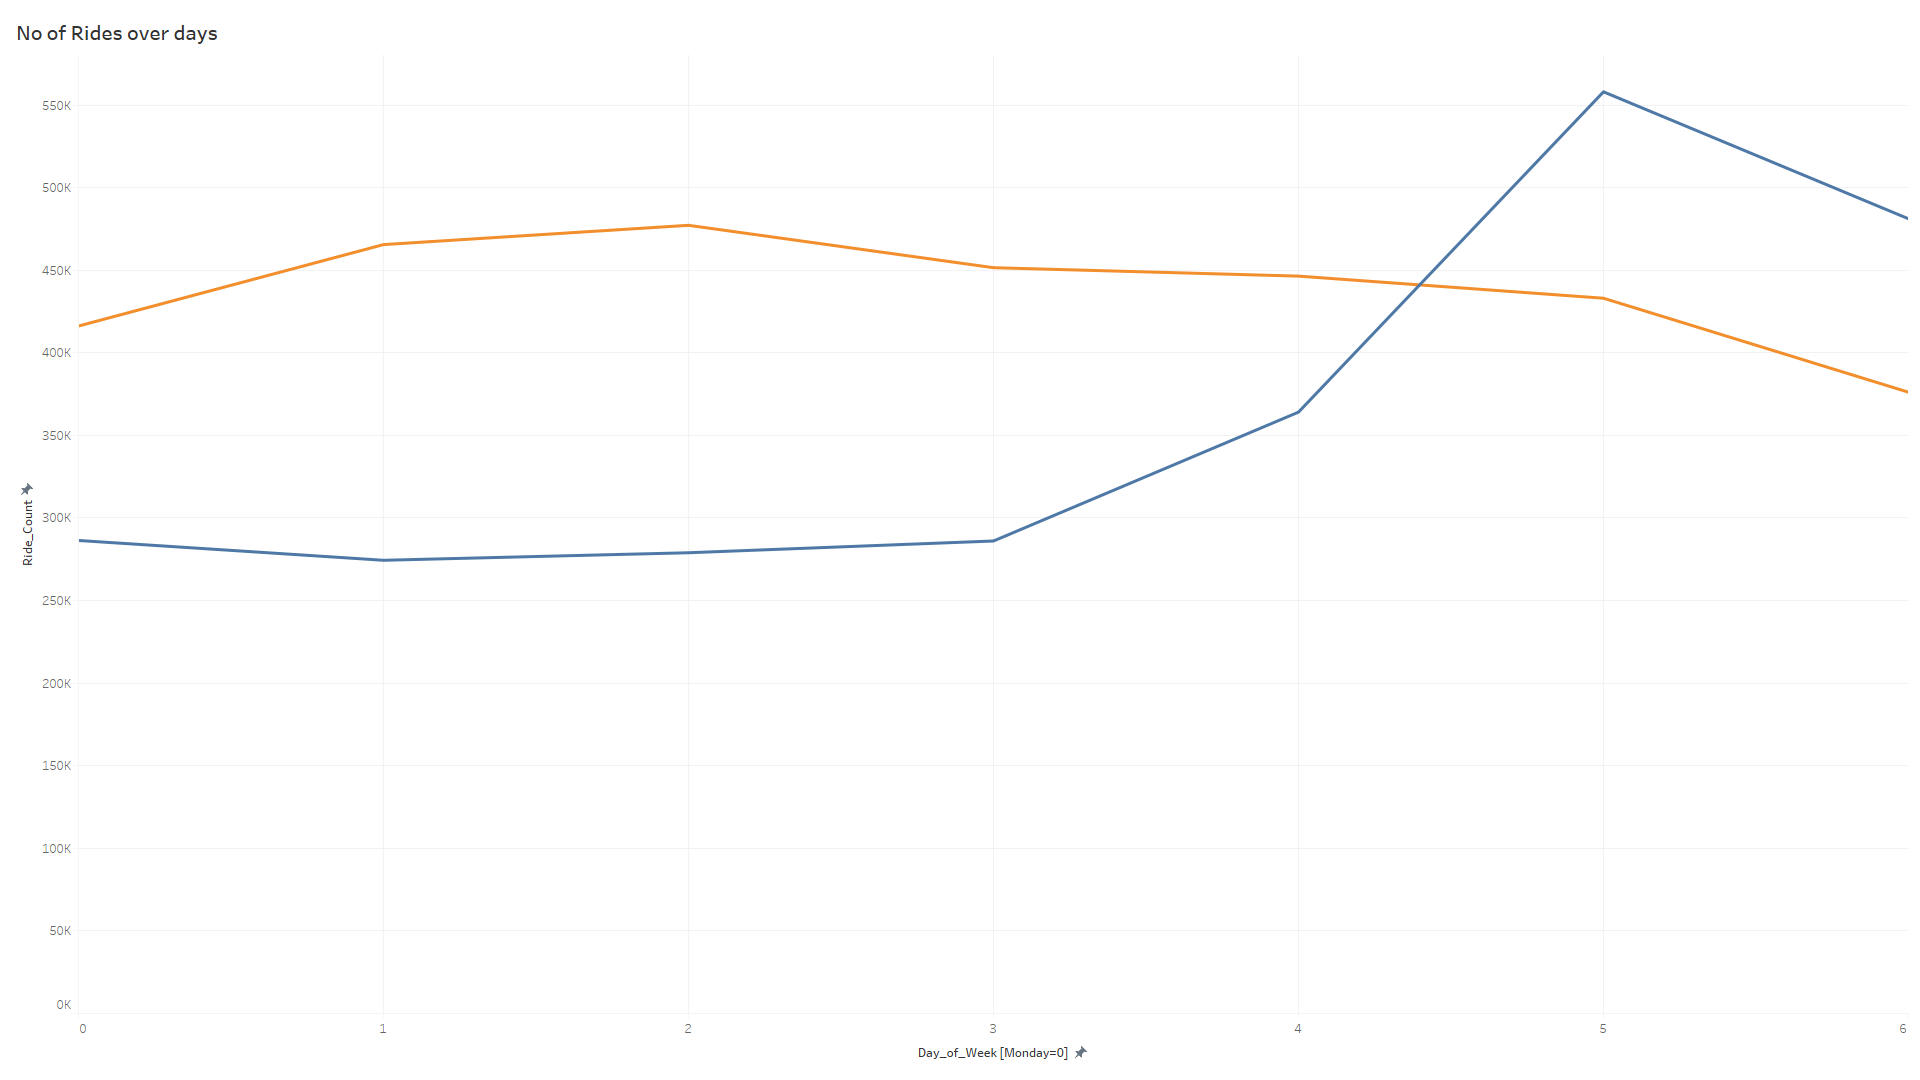 No of Rides over days
550K
500K
450K
400K
350K
300K
250K
200K
150K
100K
50K
0K
Ride_Count
0 1 2 3 4 5 6
Day_of_Week [Monday=0]